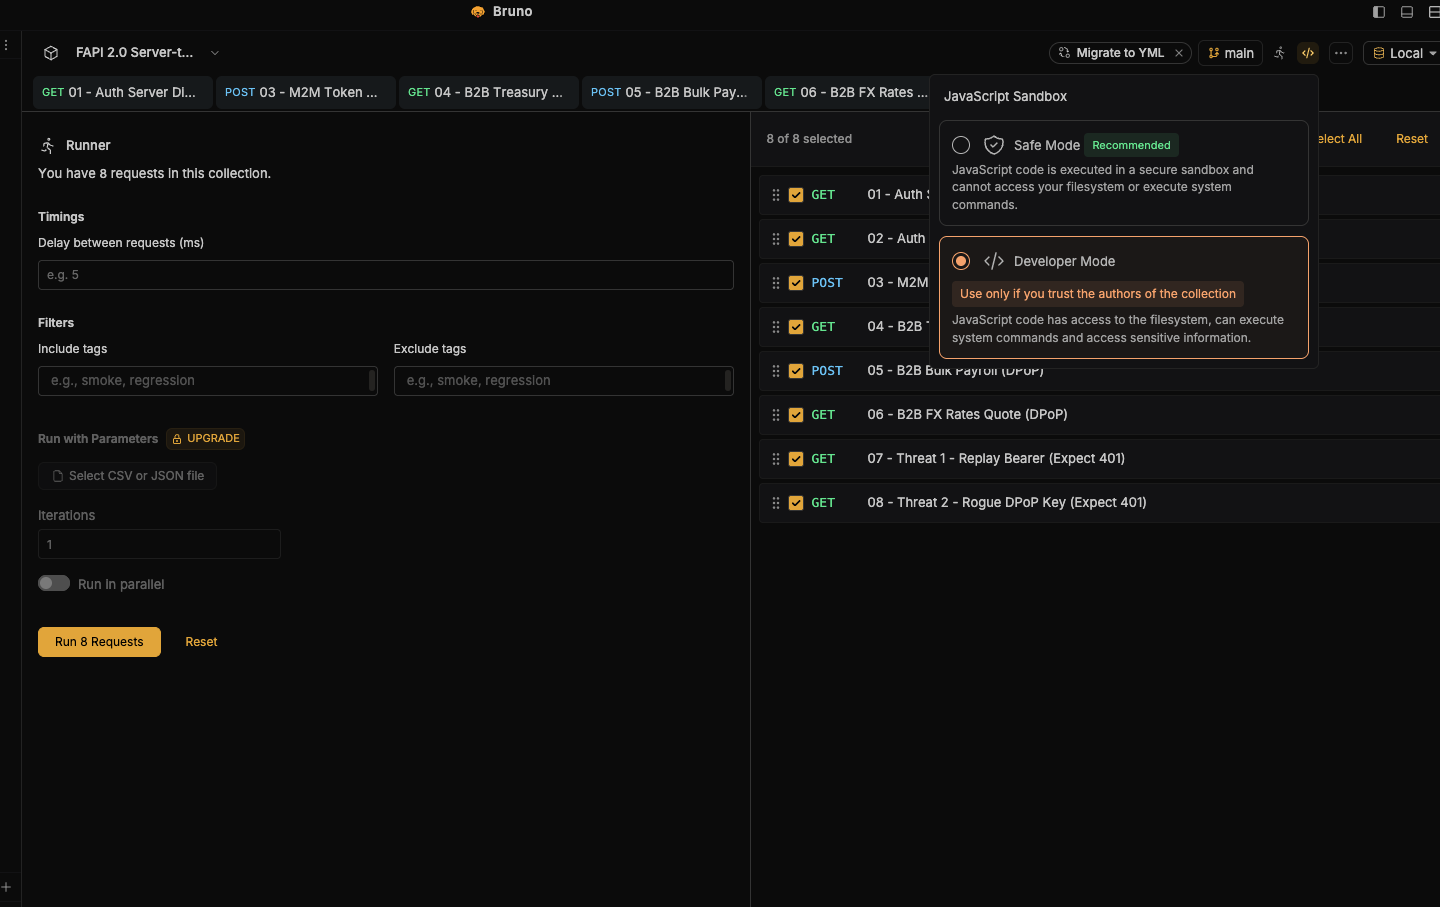 Bruno
FAPI 2.0 Server-t...
Migrate to YML
main
Local
GET 01 - Auth Server Di...
POST 03 - M2M Token ...
GET 04 - B2B Treasury ...
POST 05 - B2B Bulk Pay...
GET 06 - B2B FX Rates ...
Runner
You have 8 requests in this collection.
Timings
Delay between requests (ms)
e.g. 5
Filters
Include tags
Exclude tags
e.g., smoke, regression
e.g., smoke, regression
Run with Parameters
UPGRADE
Select CSV or JSON file
Iterations
1
Run in parallel
Run 8 Requests
Reset
8 of 8 selected
elect All
Reset
GET 01 - Auth S
GET 02 - Auth
POST 03 - M2M
GET 04 - B2B T
POST 05 - B2B Bulk Payroll (DPoP)
GET 06 - B2B FX Rates Quote (DPoP)
GET 07 - Threat 1 - Replay Bearer (Expect 401)
GET 08 - Threat 2 - Rogue DPoP Key (Expect 401)
JavaScript Sandbox
Safe Mode Recommended
JavaScript code is executed in a secure sandbox and
cannot access your filesystem or execute system
commands.
Developer Mode
Use only if you trust the authors of the collection
JavaScript code has access to the filesystem, can execute
system commands and access sensitive information.